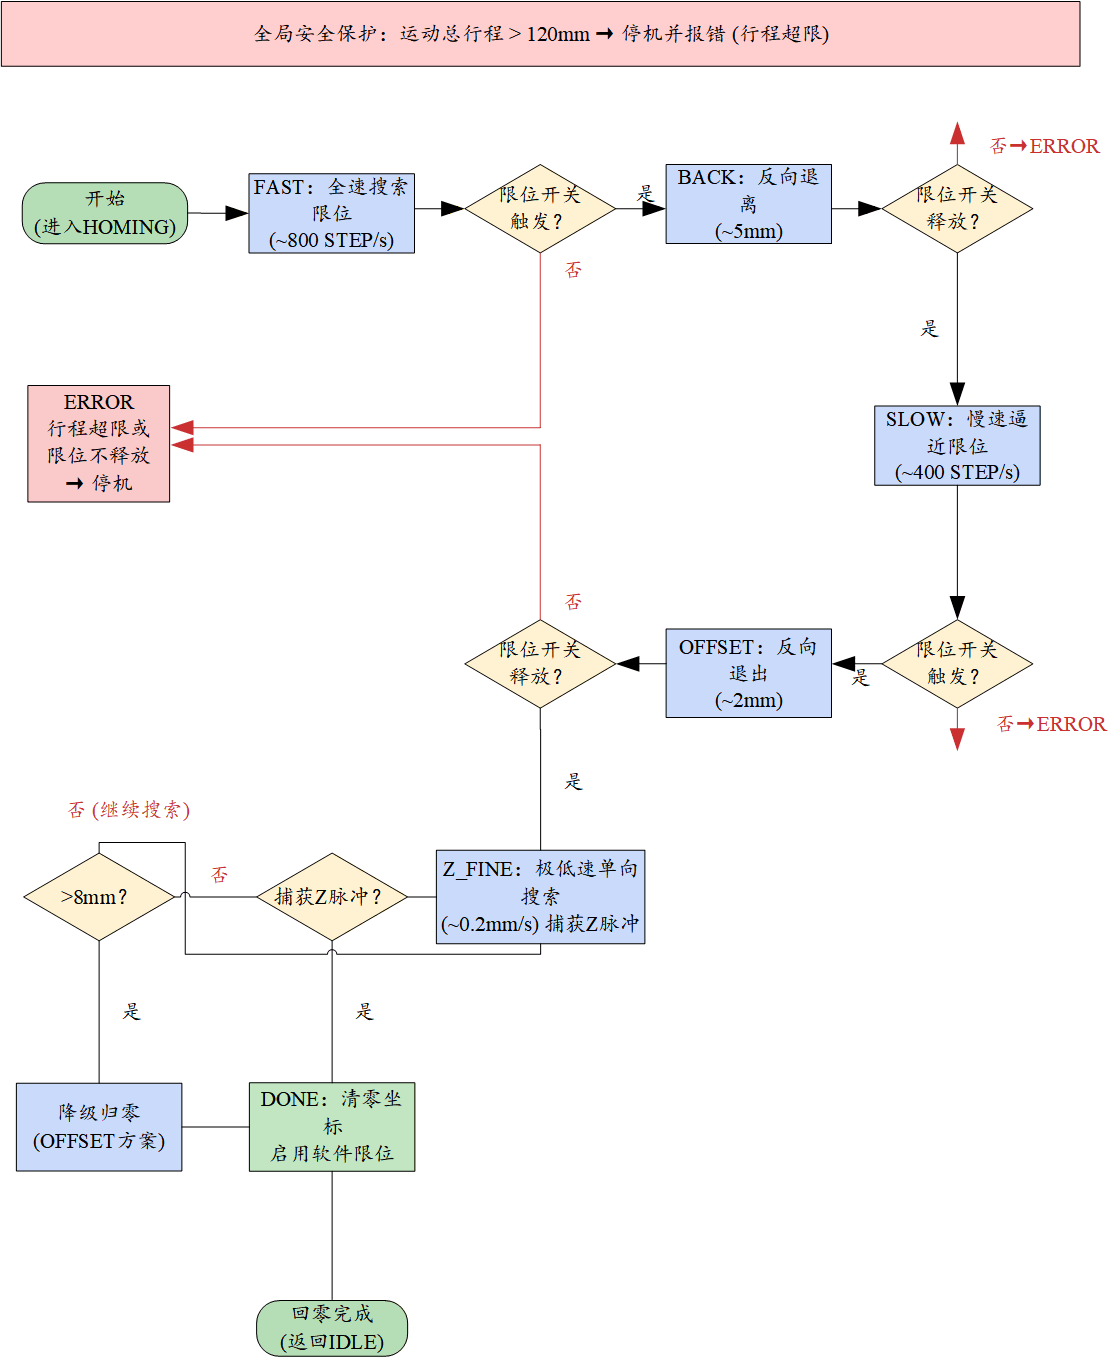 全局安全保护：运动总行程 > 120mm → 停机并报错 (行程超限)
开始
(进入HOMING)
FAST：全速搜索
限位
(~800 STEP/s)
限位开关
触发？
是
否
BACK：反向退
离
(~5mm)
限位开关
释放？
否→ERROR
是
SLOW：慢速逼
近限位
(~400 STEP/s)
限位开关
触发？
是
否→ERROR
OFFSET：反向
退出
(~2mm)
限位开关
释放？
否
是
ERROR
行程超限或
限位不释放
→ 停机
Z_FINE：极低速单向
搜索
(~0.2mm/s) 捕获Z脉冲
捕获Z脉冲？
否
是
>8mm？
否 (继续搜索)
是
降级归零
(OFFSET方案)
DONE：清零坐
标
启用软件限位
回零完成
(返回IDLE)